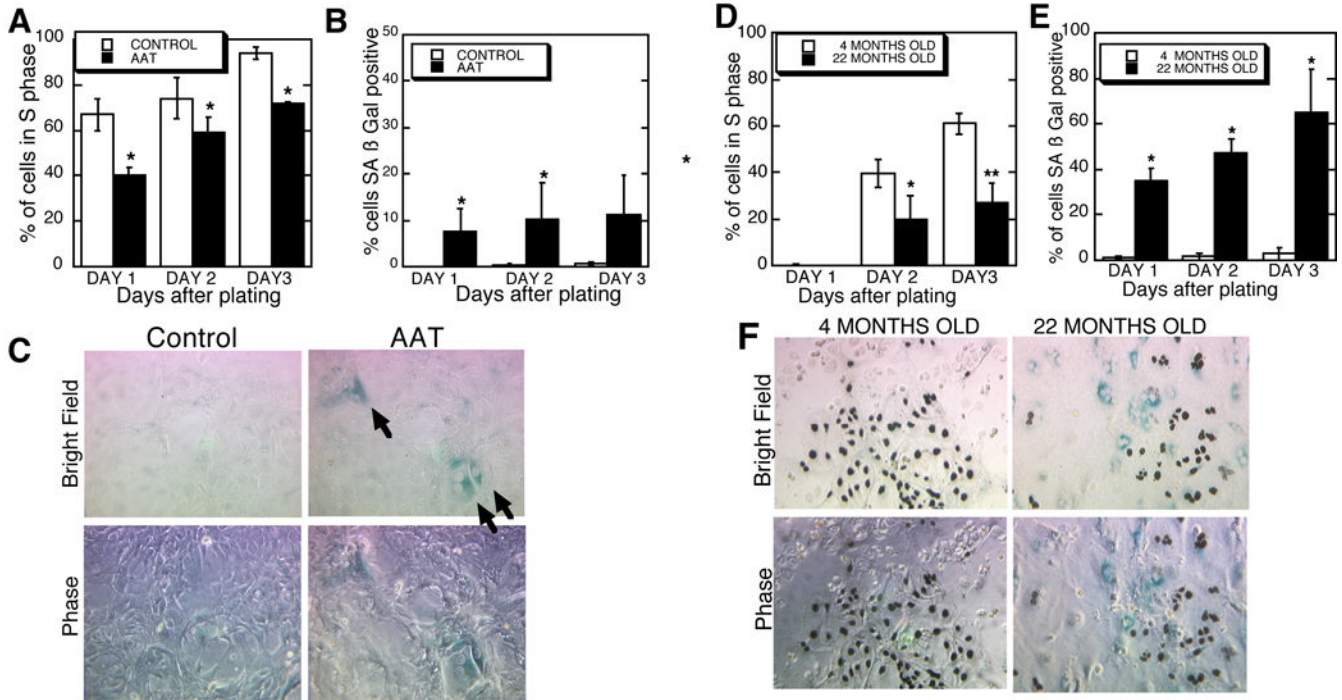 A
CONTROL
AAT
% of cells in S phase
100
80
60
40
20
0
*
*
*
DAY 1
DAY 2
DAY3
Days after plating
B
CONTROL
AAT
% cells SA ß Gal positive
50
40
30
20
10
0
*
*
DAY 1
DAY 2
DAY 3
Days after plating
*
C
Control
AAT
Bright Field
Phase
D
4 MONTHS OLD
22 MONTHS OLD
% of cells in S phase
100
80
60
40
20
0
*
**
DAY 1
DAY 2
DAY3
Days after plating
E
4 MONTHS OLD
22 MONTHS OLD
% of cells SA ß Gal positive
100
80
60
40
20
0
*
*
*
DAY 1
DAY 2
DAY 3
Days after plating
F
4 MONTHS OLD
22 MONTHS OLD
Bright Field
Phase